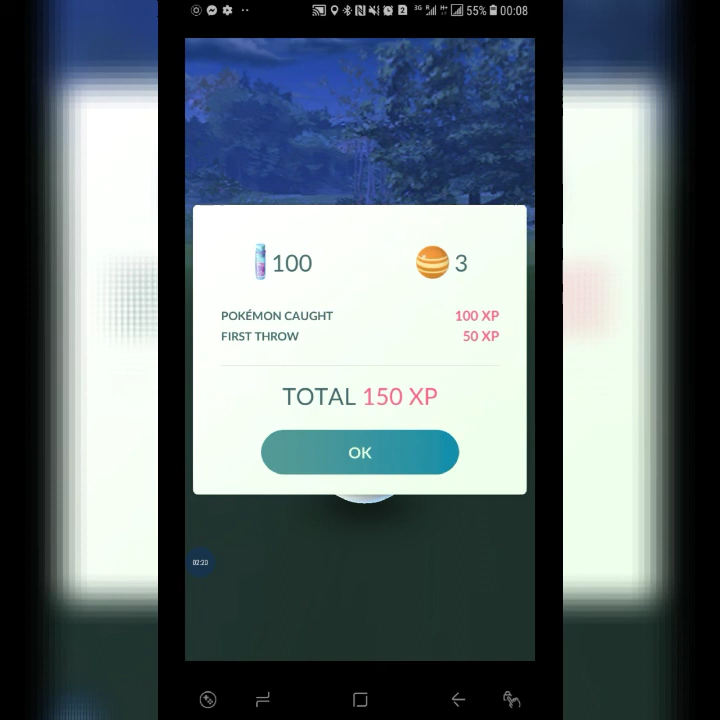 3G R H+ 55% 00:08
100 3
POKÉMON CAUGHT 100 XP
FIRST THROW 50 XP
TOTAL 150 XP
OK
02:20